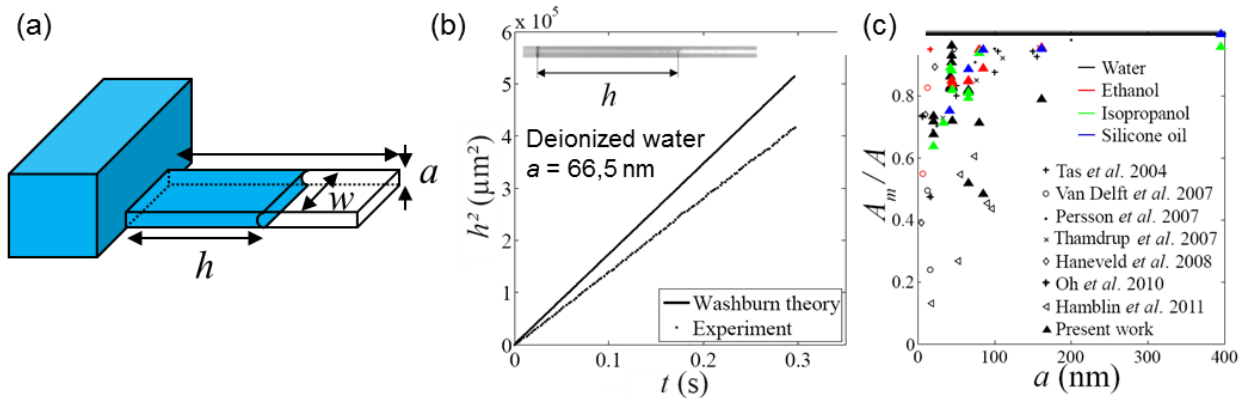 (a)
a
w
h
(b)
× 10⁵
6
5
4
3
2
1
0
h² (µm²)
h
Deionized water
a = 66,5 nm
Washburn theory
Experiment
0
0.1
0.2
0.3
t (s)
(c)
0.8
0.6
0.4
0.2
0
A_m / A
Water
Ethanol
Isopropanol
Silicone oil
Tas et al. 2004
Van Delft et al. 2007
Persson et al. 2007
Thamdrup et al. 2007
Haneveld et al. 2008
Oh et al. 2010
Hamblin et al. 2011
Present work
0
100
200
300
400
a (nm)